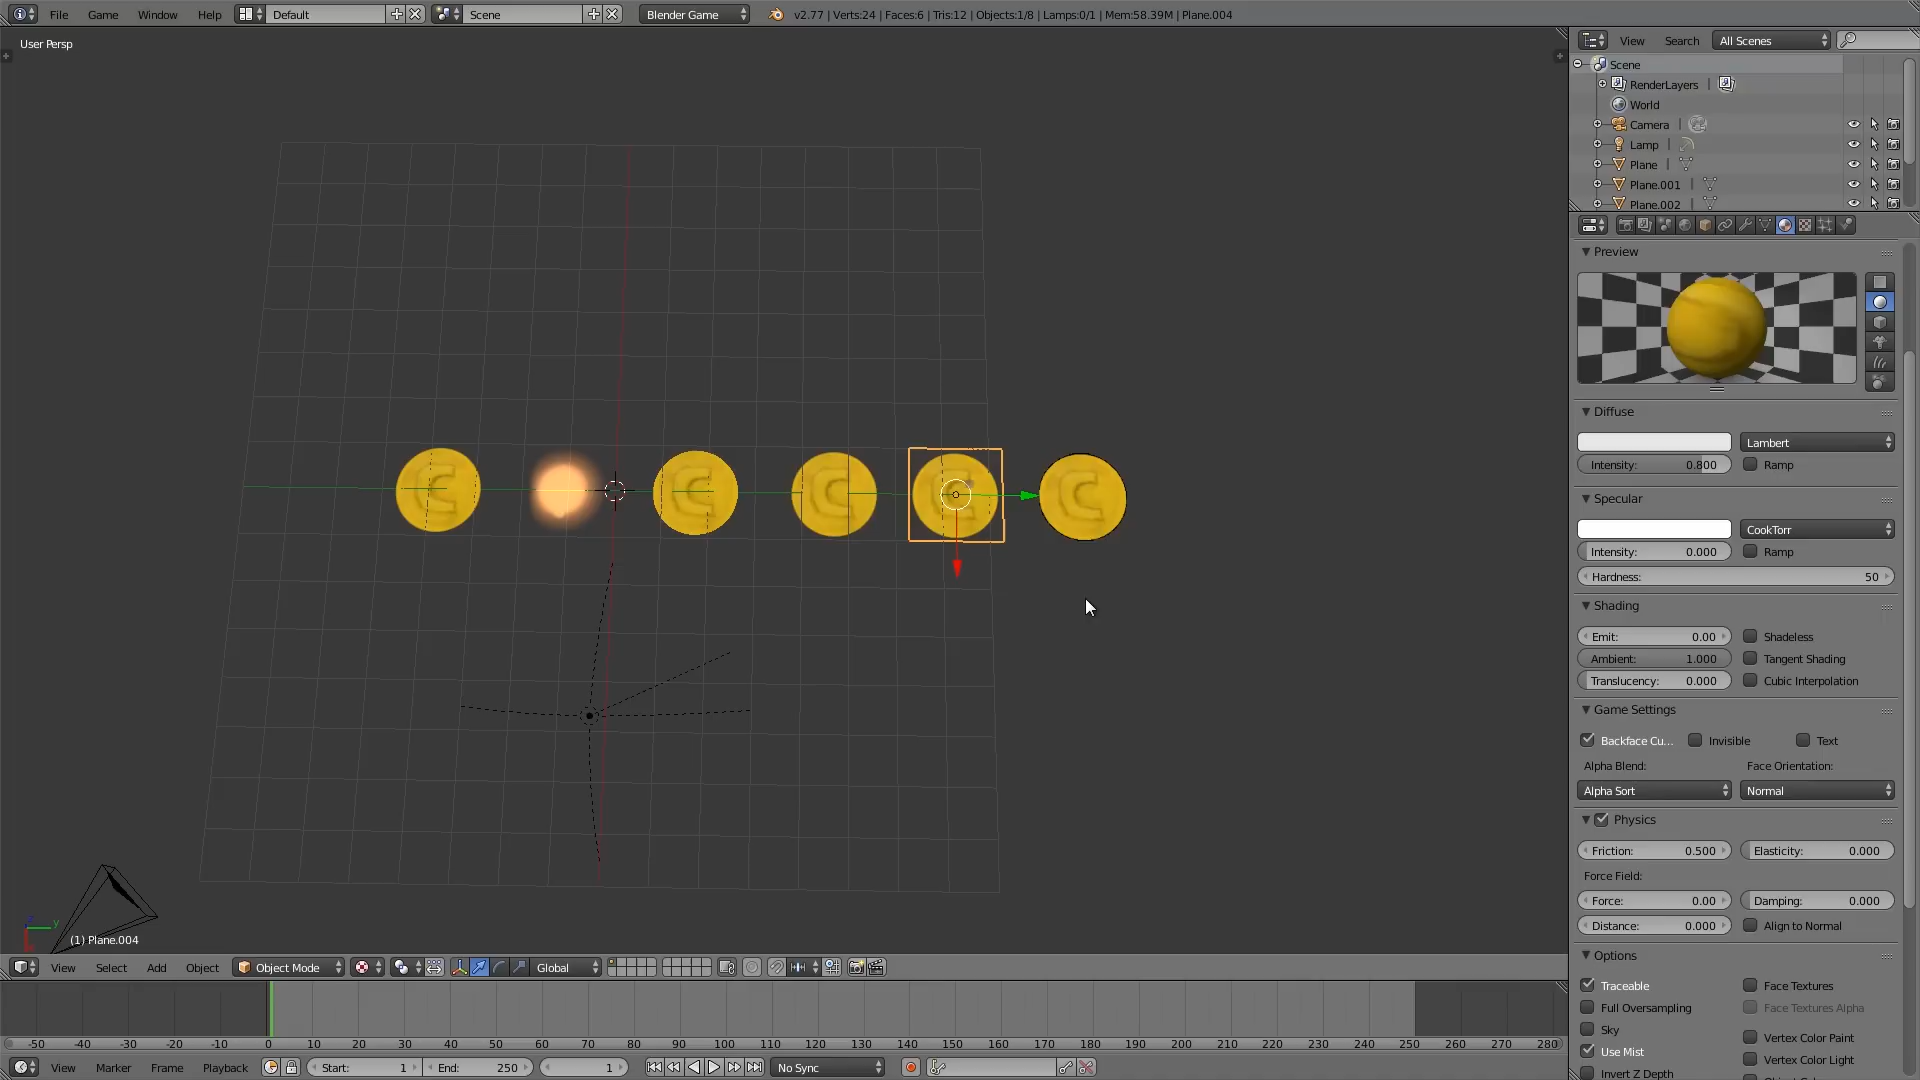 File Game Window Help Default Scene Blender Game v2.77 | Verts:24 | Faces:6 | Tris:12 | Objects:1/8 | Lamps:0/1 | Mem:58.39M | Plane.004
User Persp
View Search All Scenes
Scene
RenderLayers
World
Camera
Lamp
Plane
Plane.001
Plane.002
Preview
Diffuse
Lambert
Intensity: 0.800 Ramp
Specular
CookTorr
Intensity: 0.000 Ramp
Hardness: 50
Shading
Emit: 0.00 Shadeless
Ambient: 1.000 Tangent Shading
Translucency: 0.000 Cubic Interpolation
Game Settings
Backface Cu... Invisible Text
Alpha Blend: Face Orientation:
Alpha Sort Normal
Physics
Friction: 0.500 Elasticity: 0.000
Force Field:
Force: 0.00 Damping: 0.000
Distance: 0.000 Align to Normal
Options
Traceable Face Textures
Full Oversampling Face Textures Alpha
Sky Vertex Color Paint
Use Mist Vertex Color Light
Invert Z Depth
C C C C C
z y
(1) Plane.004
View Select Add Object Object Mode Global
-50 -40 -30 -20 -10 0 10 20 30 40 50 60 70 80 90 100 110 120 130 140 150 160 170 180 190 200 210 220 230 240 250 260 270 280
View Marker Frame Playback Start: 1 End: 250 1 No Sync